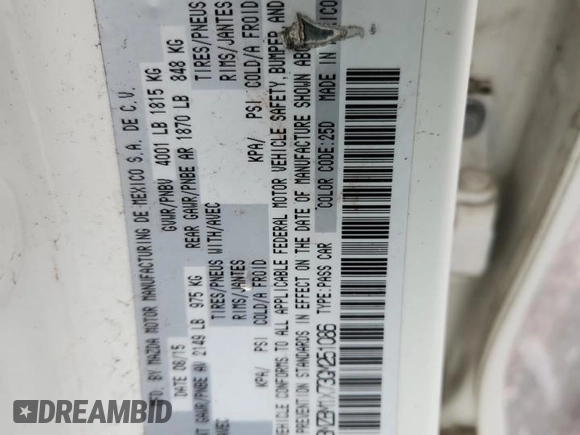 MFD. BY MAZDA MOTOR MANUFACTURING DE MEXICO S.A. DE C.V.
DATE 08/15 GVWR/PNBV 4001 LB 1815 KG
GAWR/PNBE AV 2149 LB 975 KG REAR GAWR/PNBE AR 1870 LB 848 KG
TIRES/PNEUS WITH/AVEC TIRES/PNEUS
AVEC RIMS/JANTES RIMS/JANTES
KPA/ PSI COLD/A FROID KPA/ PSI COLD/A FROID
VEHICLE CONFORMS TO ALL APPLICABLE FEDERAL MOTOR VEHICLE SAFETY, BUMPER AND
PREVENTION STANDARDS IN EFFECT ON THE DATE OF MANUFACTURE SHOWN
TYPE:PASS CAR COLOR CODE:25D MADE IN
AutoBidMaster